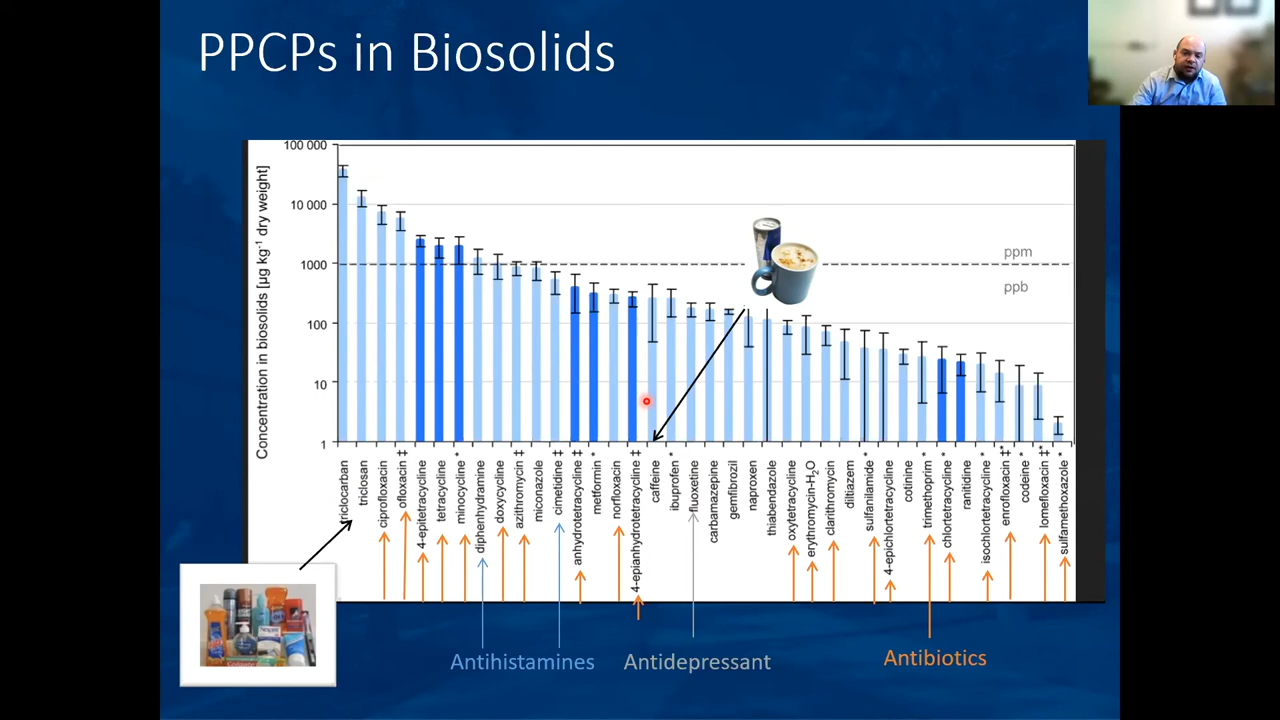 PPCPs in Biosolids
Concentration in biosolids [µg kg-1 dry weight]
100 000
10 000
1000
100
10
1
ppm
ppb
triclocarban
triclosan
ciprofloxacin
ofloxacin ‡
4-epitetracycline
tetracycline
minocycline *
diphenhydramine
doxycycline
azithromycin ‡
miconazole
cimetidine ‡
anhydrotetracycline ‡
metformin *
norfloxacin
4-epianhydrotetracycline ‡
caffeine
ibuprofen *
fluoxetine
carbamazepine
gemfibrozil
naproxen
thiabendazole
oxytetracycline
erythromycin-H2O
clarithromycin
diltiazem
sulfanilamide *
4-epichlortetracycline
cotinine
trimethoprim *
chlortetracycline *
ranitidine
isochlortetracycline *
enrofloxacin ‡*
codeine *
lomefloxacin ‡*
sulfamethoxazole *
Antihistamines
Antidepressant
Antibiotics